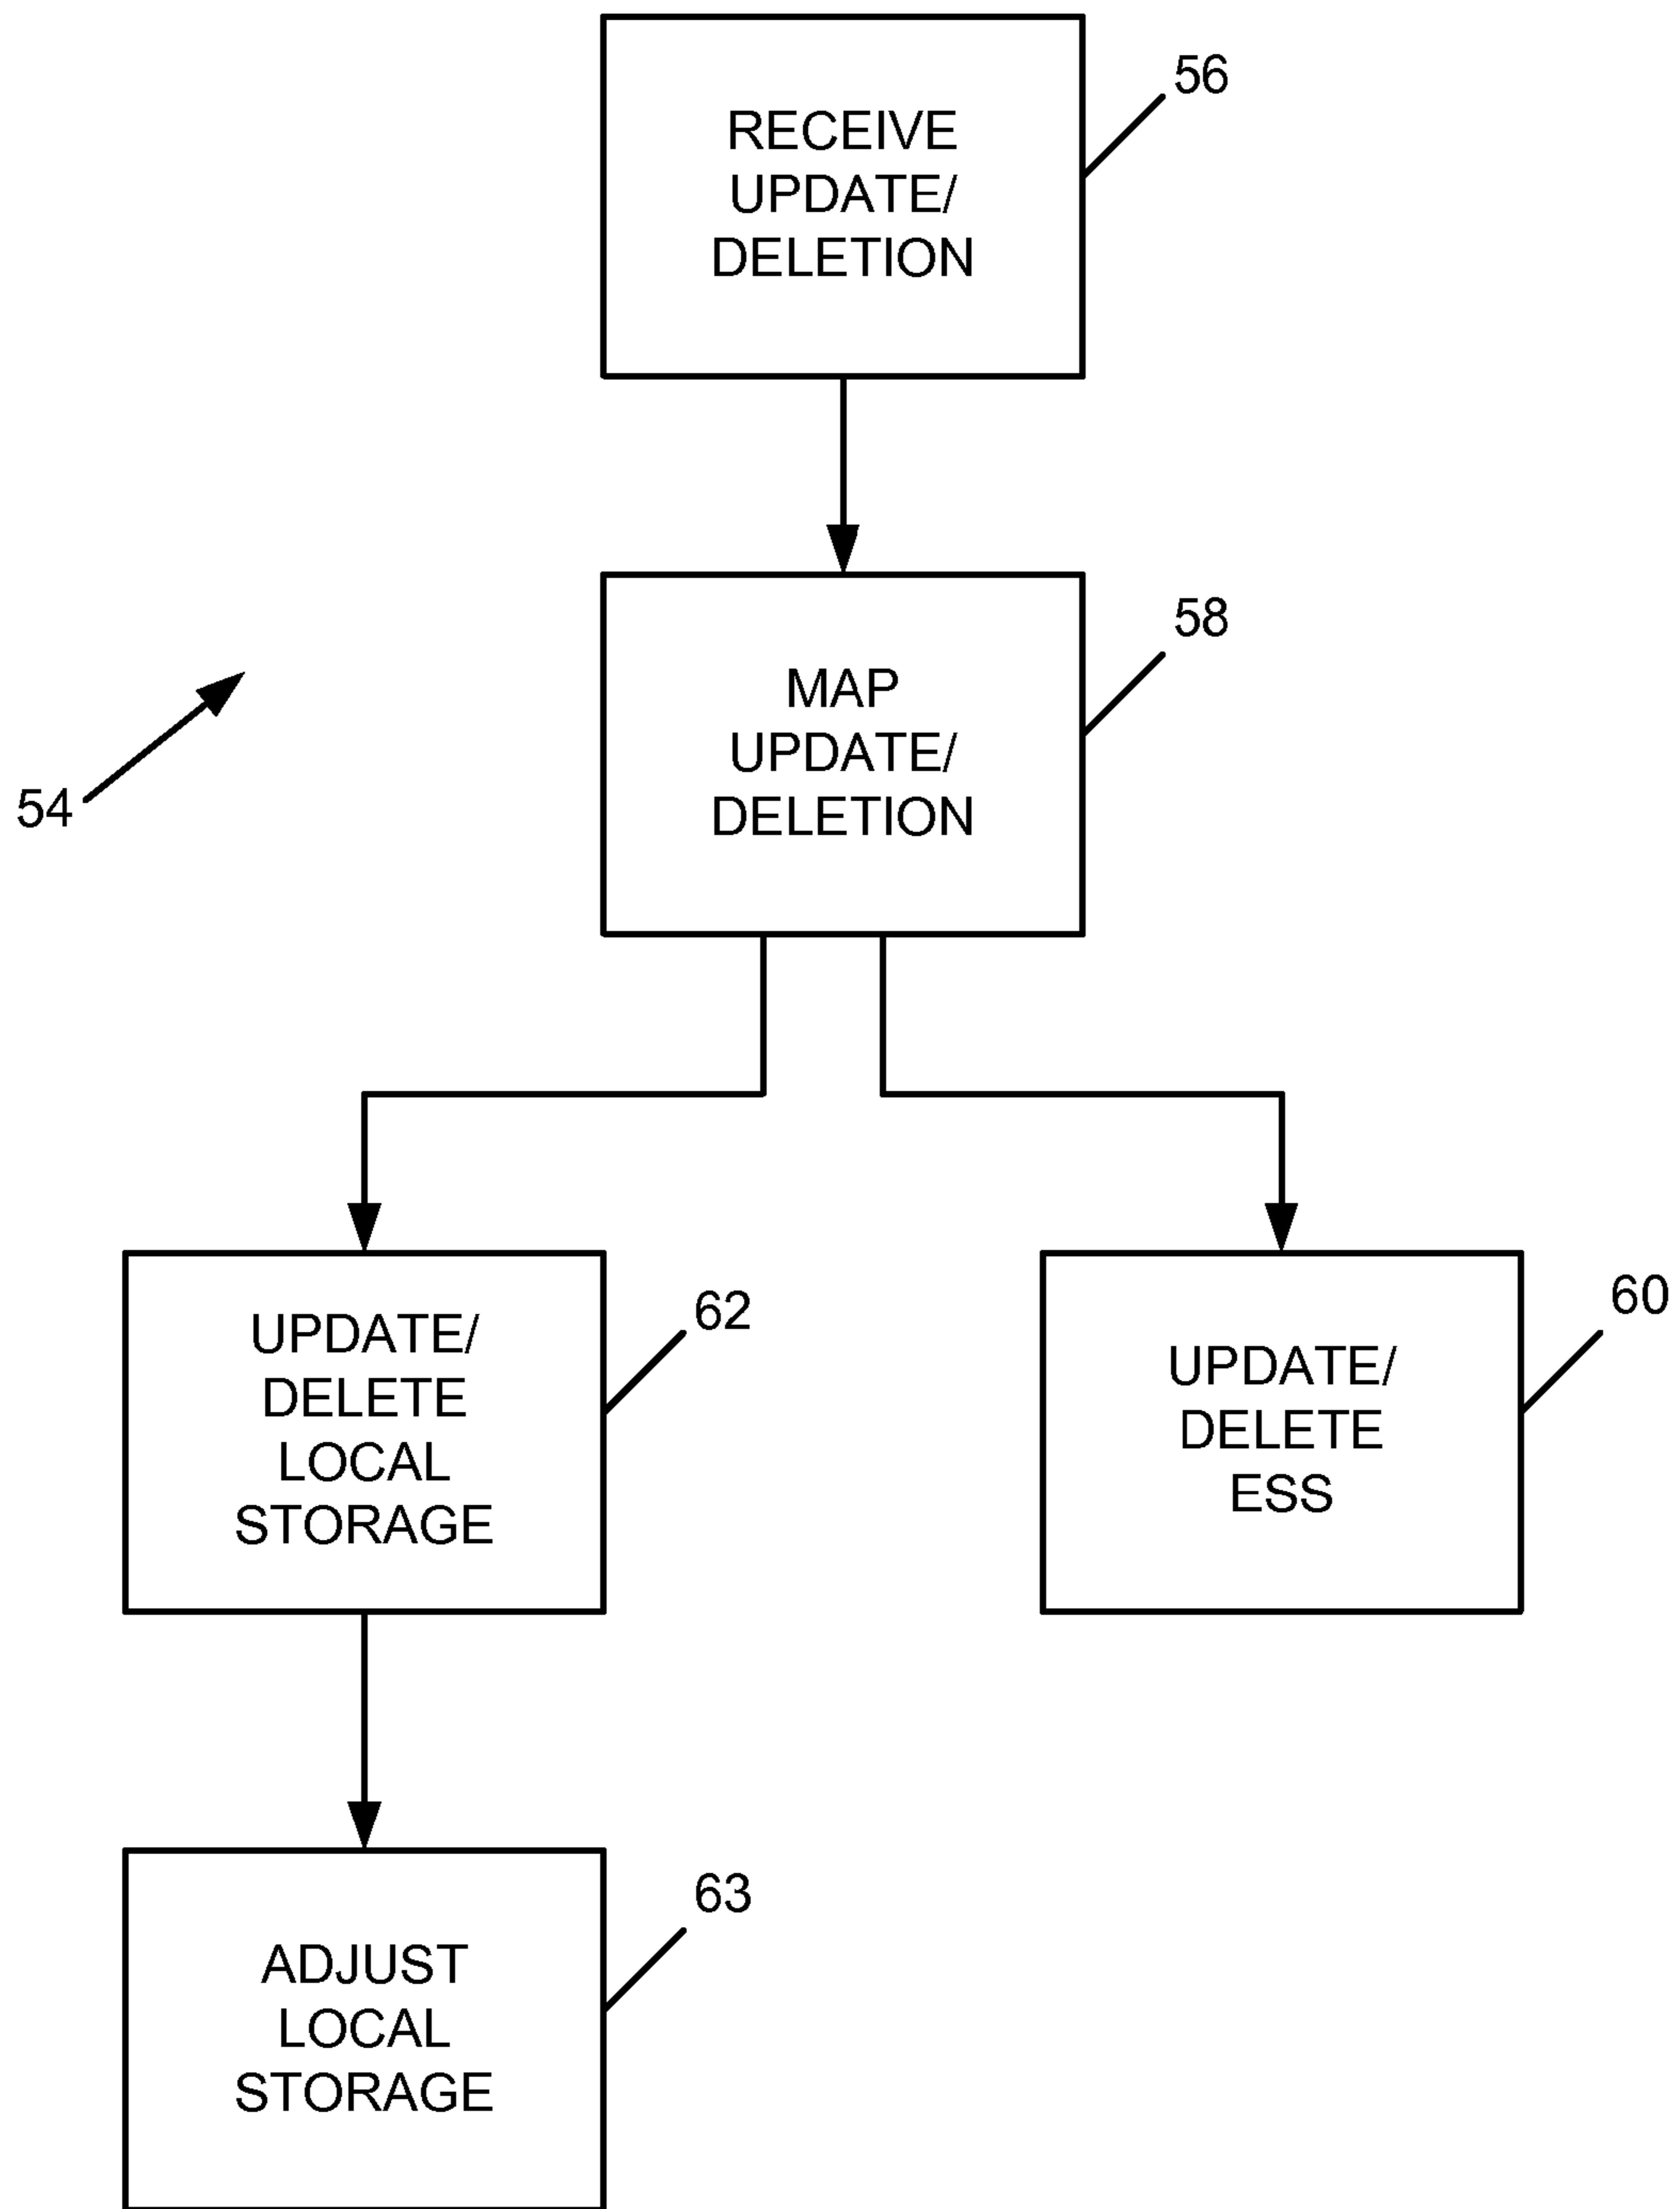 56
RECEIVE
UPDATE/
DELETION
58
MAP
UPDATE/
DELETION
54
62
UPDATE/
DELETE
LOCAL
STORAGE
60
UPDATE/
DELETE
ESS
63
ADJUST
LOCAL
STORAGE